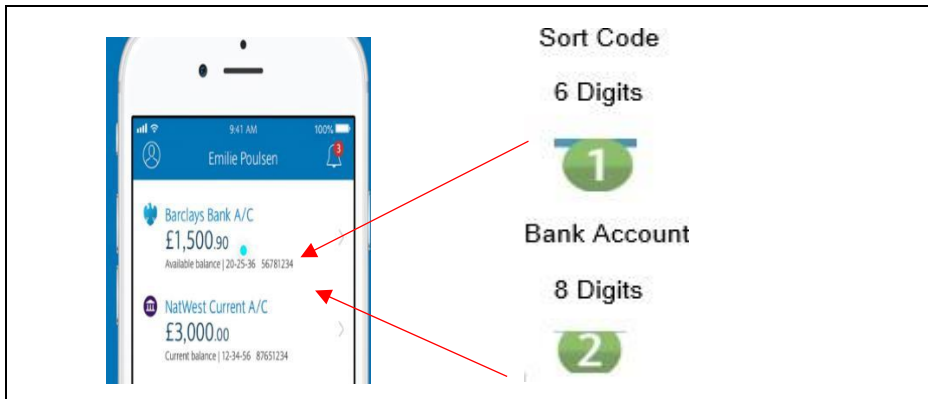 9:41 AM 100%
Emilie Poulsen
3
Barclays Bank A/C
£1,500.90
Available balance | 20-25-36 56781234
NatWest Current A/C
£3,000.00
Current balance | 12-34-56 87651234
Sort Code
6 Digits
1
Bank Account
8 Digits
2